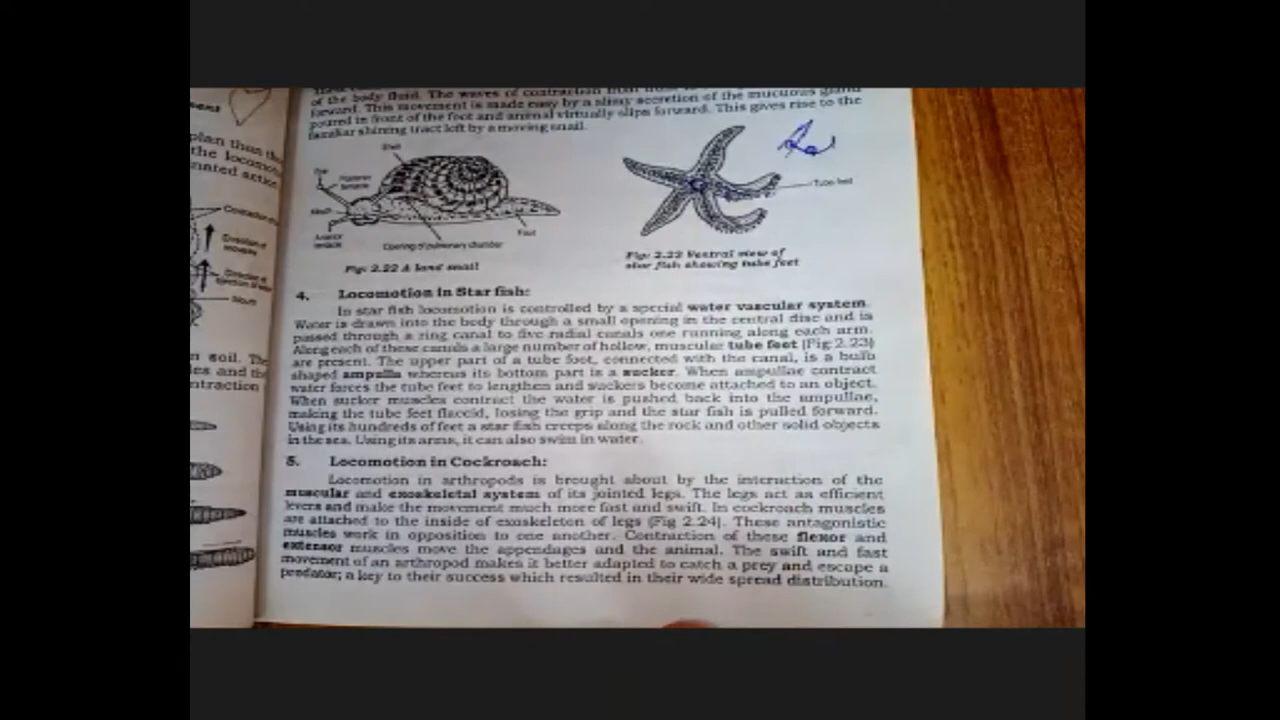 of the body fluid. The waves of contraction from
forward. This movement is made easy by a slimy secretion of the mucuous gland
poured in front of the foot and animal virtually slips forward. This gives rise to the
familiar shining tract left by a moving snail.
Shell
Eye
Posterior
tentacle
Mouth
Anterior
tentacle
Opening of pulmonary chamber
Foot
Fig: 2.22 A land snail
Tube feet
Fig: 2.23 Ventral view of
star fish showing tube feet
4. Locomotion in Star fish:
In star fish locomotion is controlled by a special water vascular system.
Water is drawn into the body through a small opening in the central disc and is
passed through a ring canal to five radial canals one running along each arm.
Along each of these canals a large number of hollow, muscular tube feet (Fig: 2.23)
are present. The upper part of a tube foot, connected with the canal, is a bulb
shaped ampulla whereas its bottom part is a sucker. When ampullae contract
water forces the tube feet to lengthen and suckers become attached to an object.
When sucker muscles contract the water is pushed back into the ampullae,
making the tube feet flaccid, losing the grip and the star fish is pulled forward.
Using its hundreds of feet a star fish creeps along the rock and other solid objects
in the sea. Using its arms, it can also swim in water.
5. Locomotion in Cockroach:
Locomotion in arthropods is brought about by the interaction of the
muscular and exoskeletal system of its jointed legs. The legs act as efficient
levers and make the movement much more fast and swift. In cockroach muscles
are attached to the inside of exoskeleton of legs (Fig 2.24). These antagonistic
muscles work in opposition to one another. Contraction of these flexor and
extensor muscles move the appendages and the animal. The swift and fast
movement of an arthropod makes it better adapted to catch a prey and escape a
predator; a key to their success which resulted in their wide spread distribution.
plan than
the locomo
Direction of
Mouth
soil. The
and the